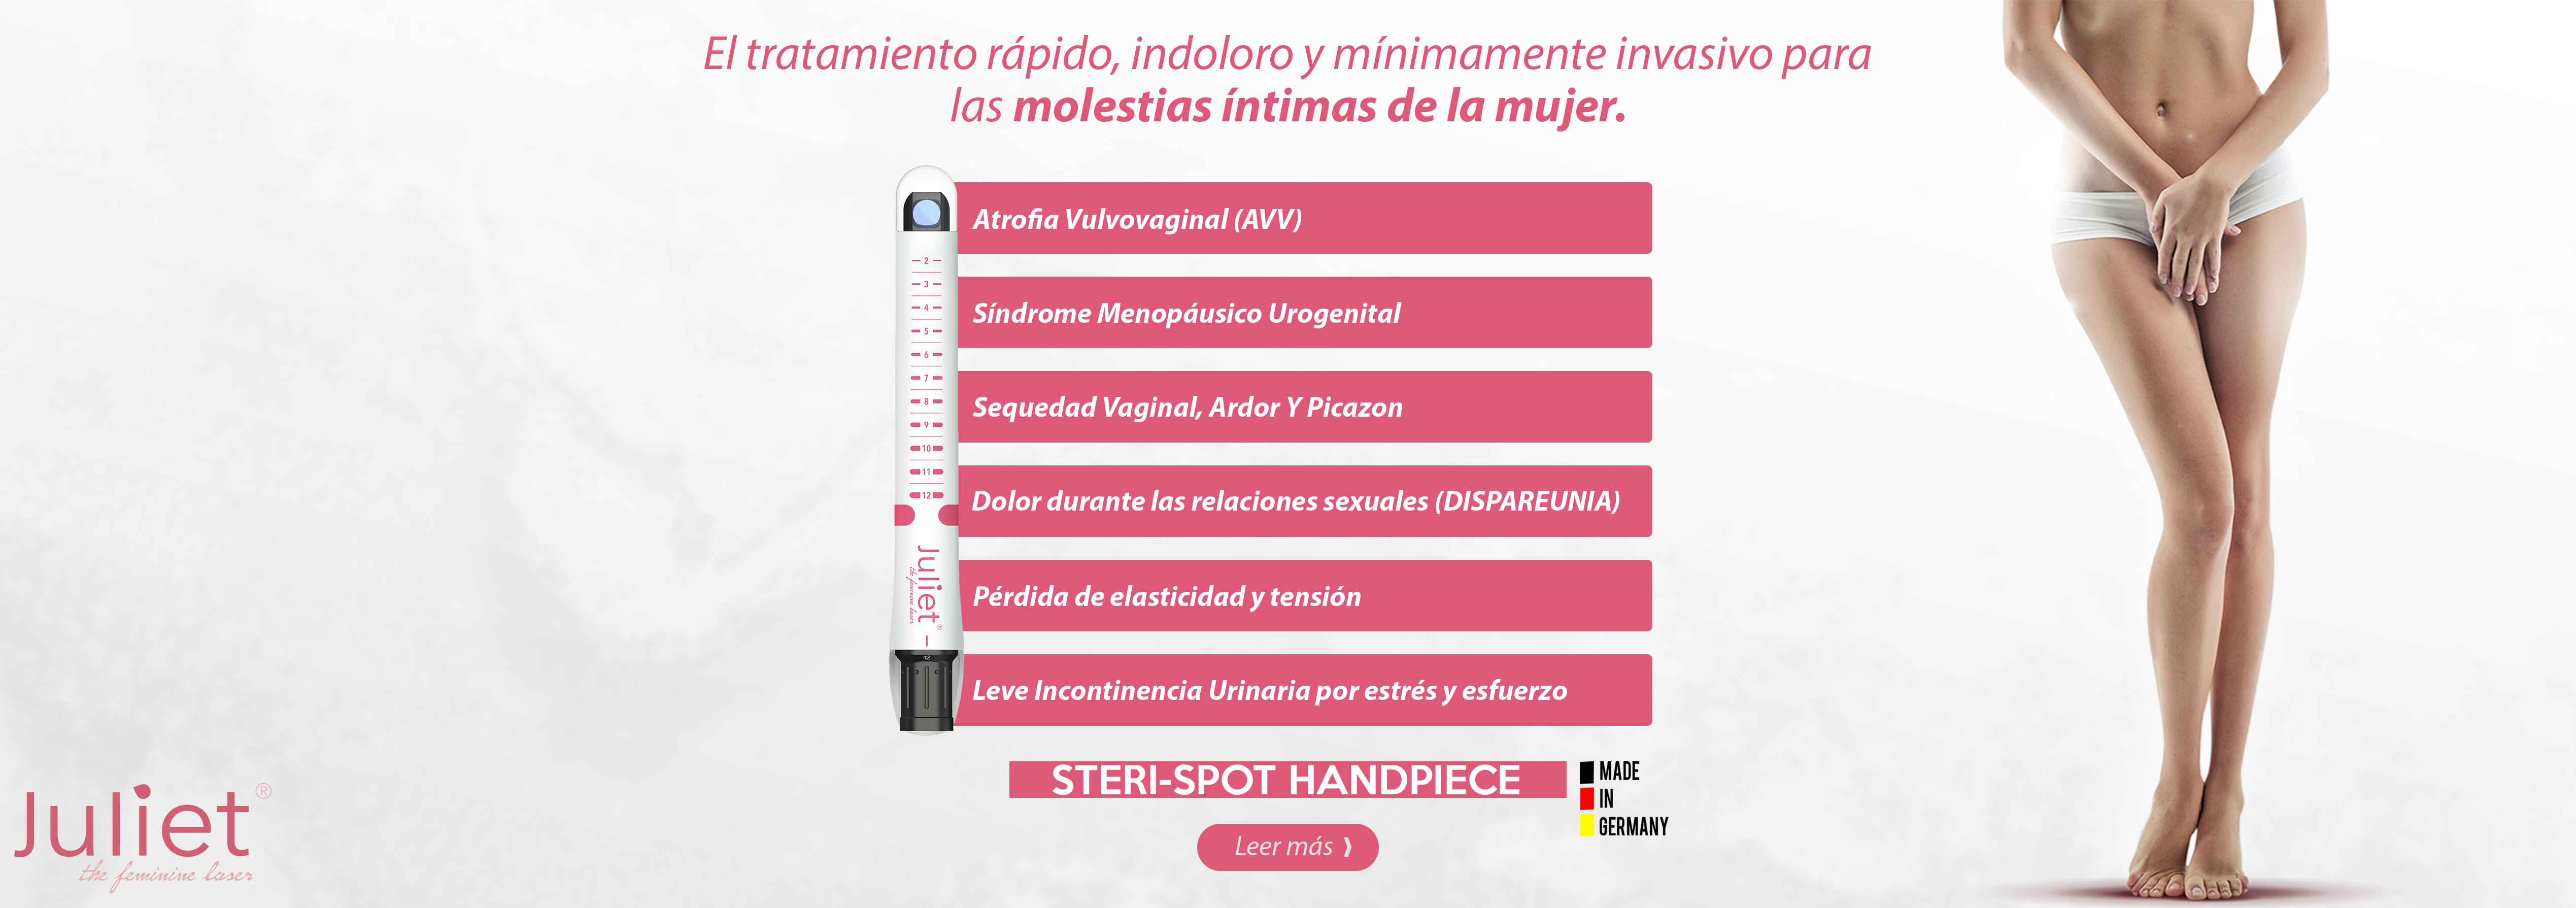 El tratamiento rápido, indoloro y mínimamente invasivo para
las molestias íntimas de la mujer.
Atrofia Vulvovaginal (AVV)
Síndrome Menopáusico Urogenital
Sequedad Vaginal, Ardor Y Picazon
Dolor durante las relaciones sexuales (DISPAREUNIA)
Pérdida de elasticidad y tensión
Leve Incontinencia Urinaria por estrés y esfuerzo
2
3
4
5
6
7
8
9
10
11
12
Juliet®
the feminine laser
12
STERI-SPOT HANDPIECE
MADE
IN
GERMANY
Leer más ❯
Juliet®
the feminine laser